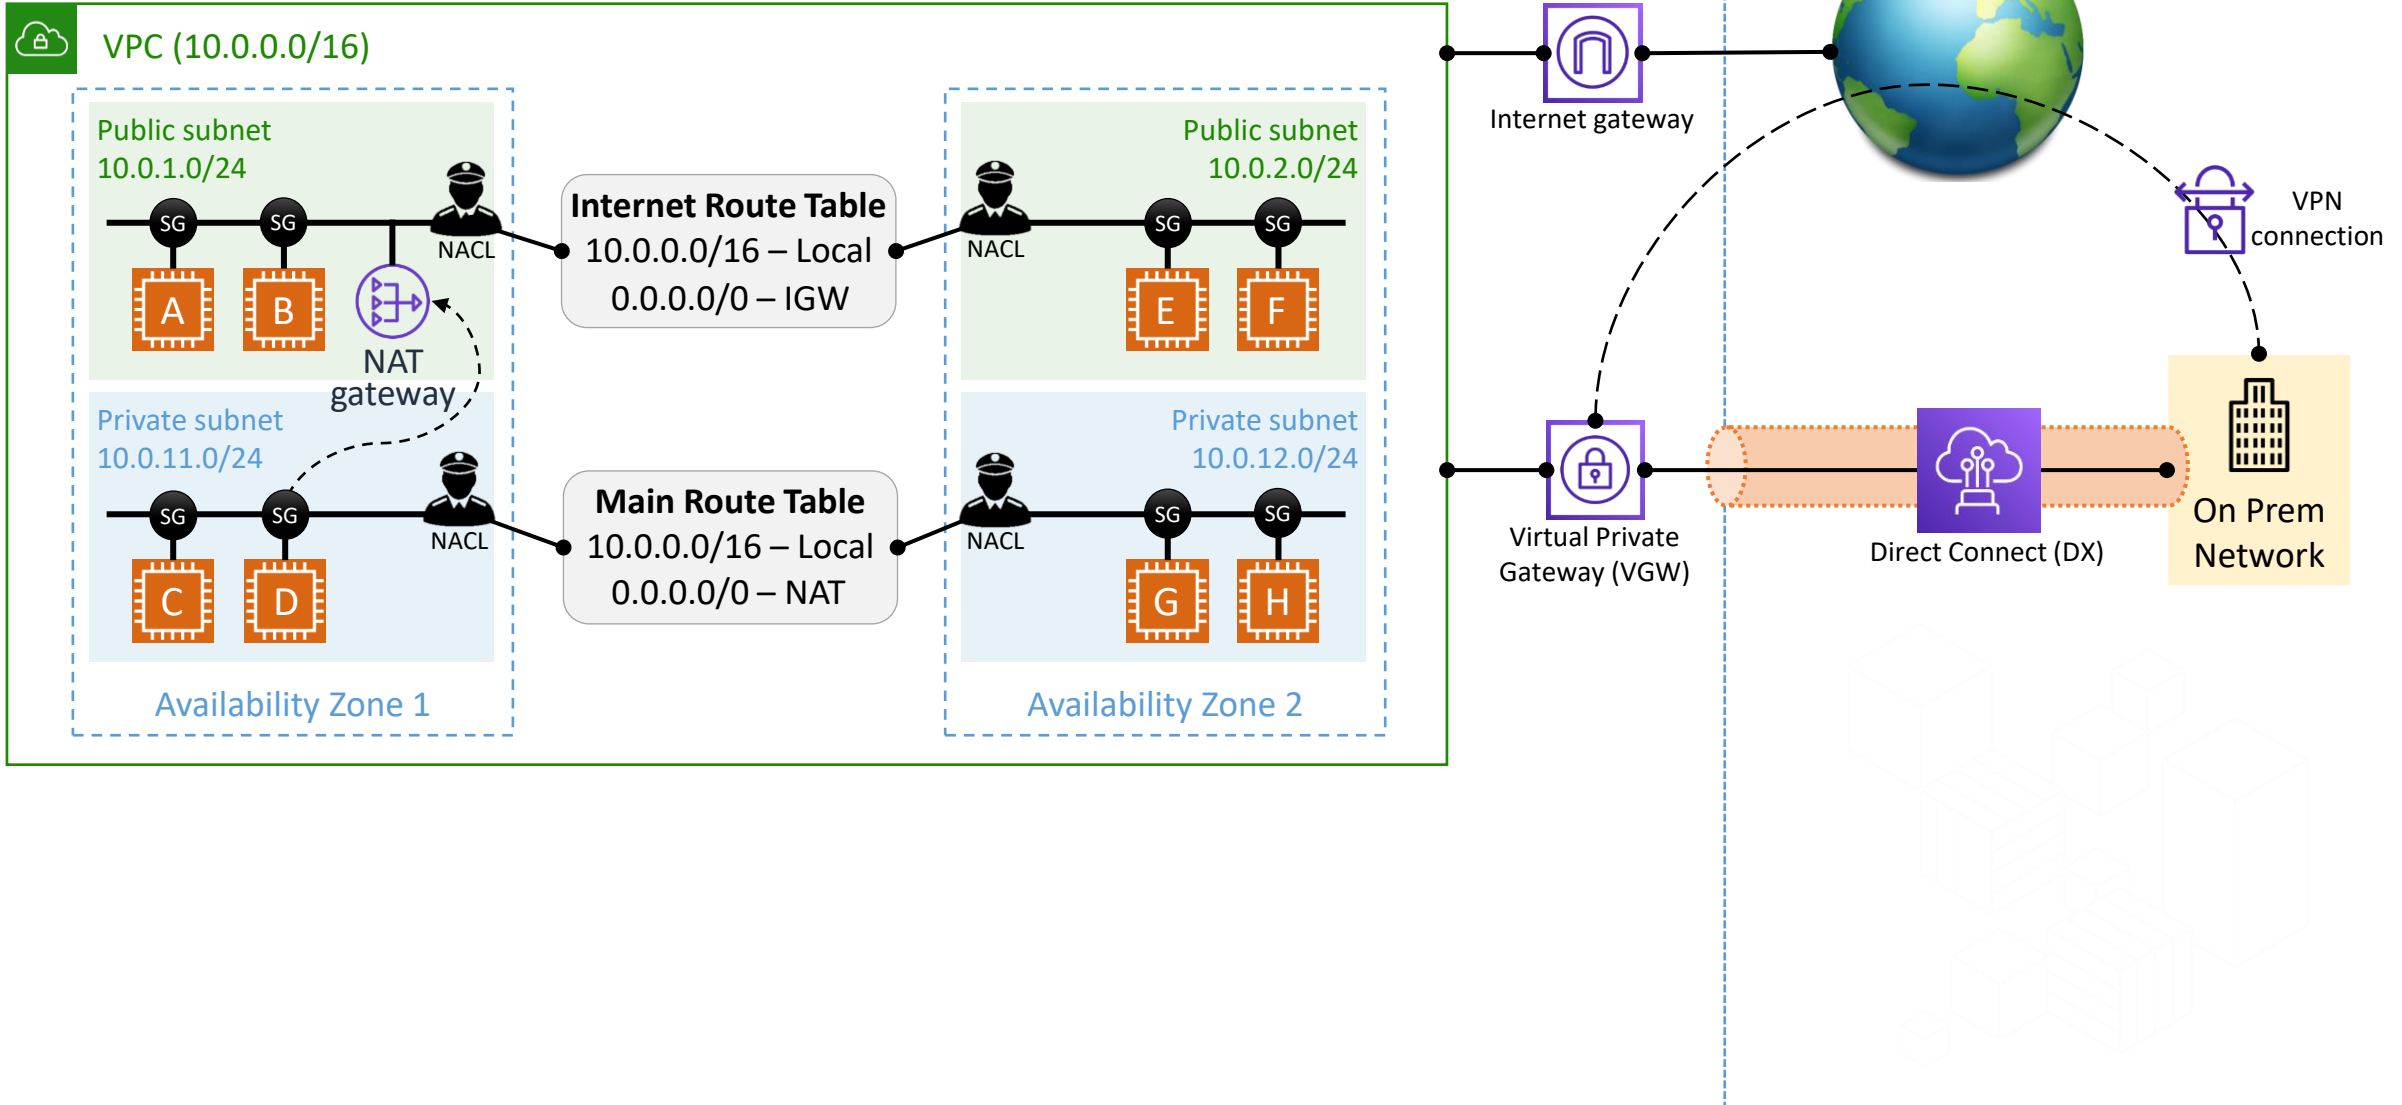 VPC (10.0.0.0/16)
Public subnet
10.0.1.0/24
SG
SG
NACL
A
B
NAT
gateway
Internet Route Table
10.0.0.0/16 – Local
0.0.0.0/0 – IGW
Public subnet
10.0.2.0/24
NACL
SG
SG
E
F
Private subnet
10.0.11.0/24
SG
SG
NACL
C
D
Main Route Table
10.0.0.0/16 – Local
0.0.0.0/0 – NAT
Private subnet
10.0.12.0/24
NACL
SG
SG
G
H
Availability Zone 1
Availability Zone 2
Internet gateway
VPN
connection
Virtual Private
Gateway (VGW)
Direct Connect (DX)
On Prem
Network